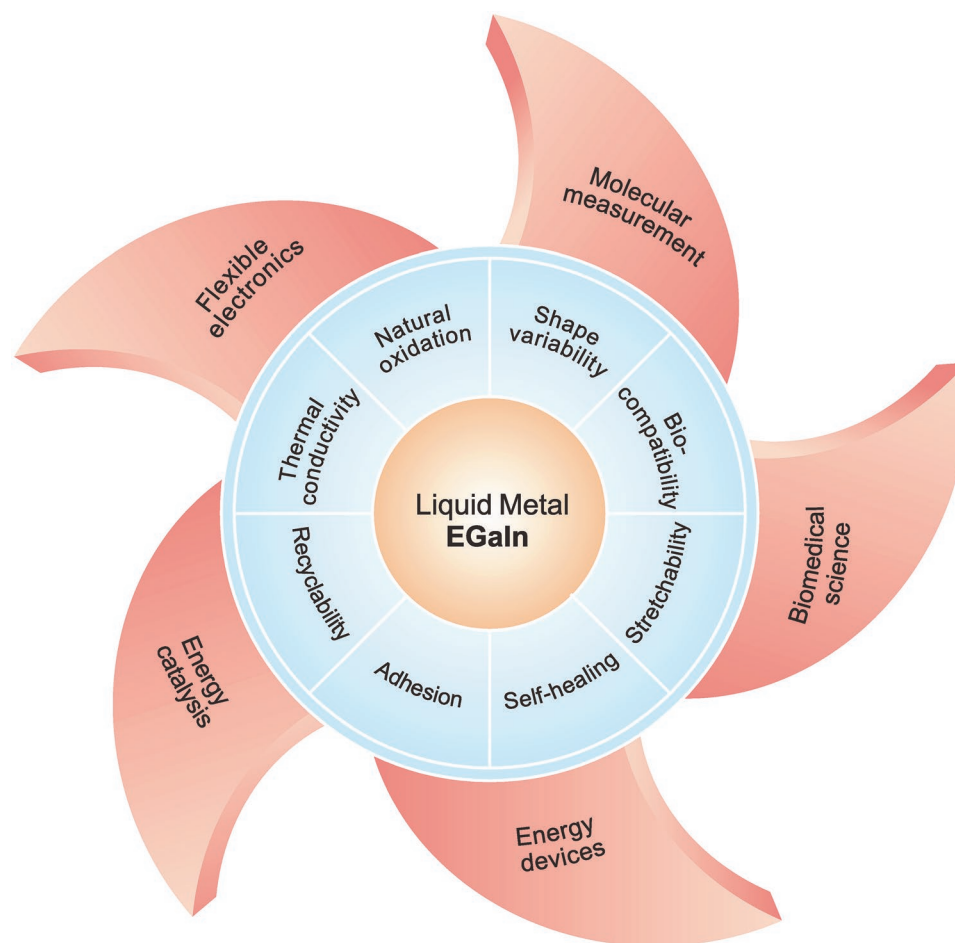 Molecular
measurement
Flexible
electronics
Natural
oxidation
Shape
variability
Thermal
conductivity
Bio-
compatibility
Liquid Metal
EGaIn
Recyclability
Stretchability
Adhesion
Self-healing
Biomedical
science
Energy
catalysis
Energy
devices